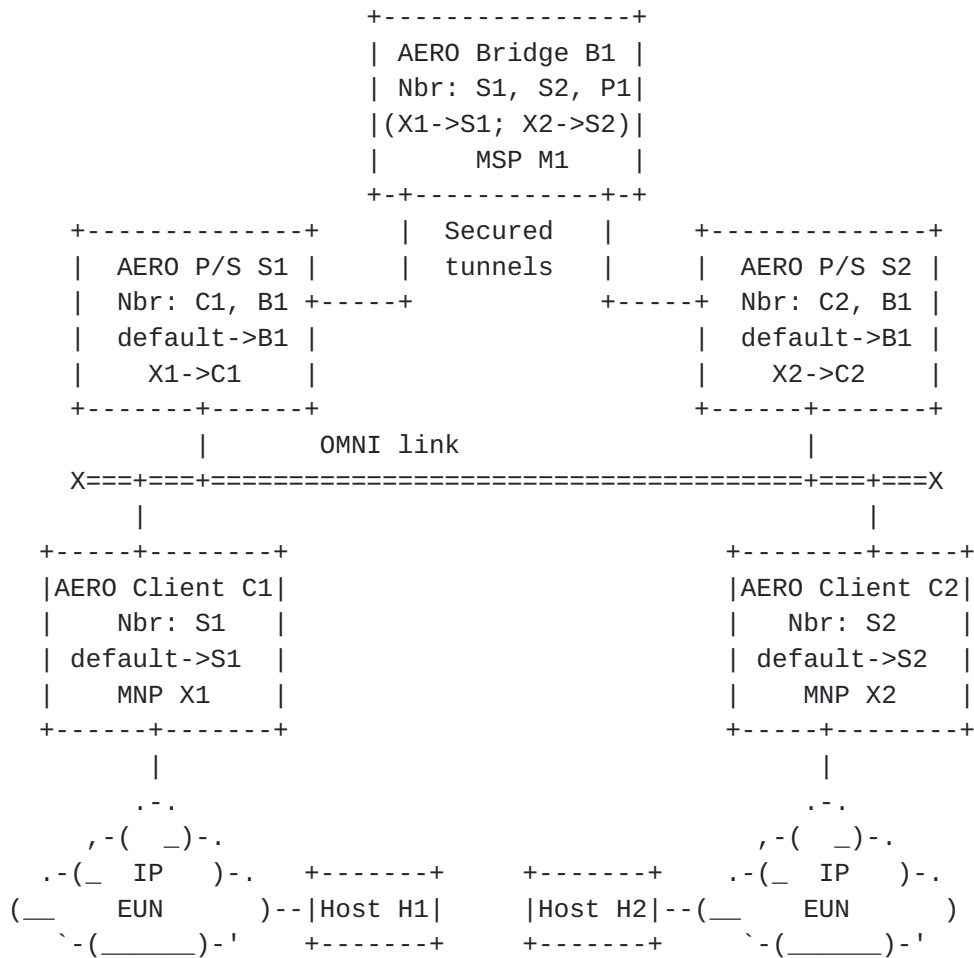 AERO Bridge B1
Nbr: S1, S2, P1
(X1->S1; X2->S2)
MSP M1
Secured
tunnels
AERO P/S S1
Nbr: C1, B1
default->B1
X1->C1
AERO P/S S2
Nbr: C2, B1
default->B1
X2->C2
OMNI link
X===+===+======================================+===+===X
AERO Client C1
Nbr: S1
default->S1
MNP X1
AERO Client C2
Nbr: S2
default->S2
MNP X2
IP
EUN
Host H1
Host H2
IP
EUN